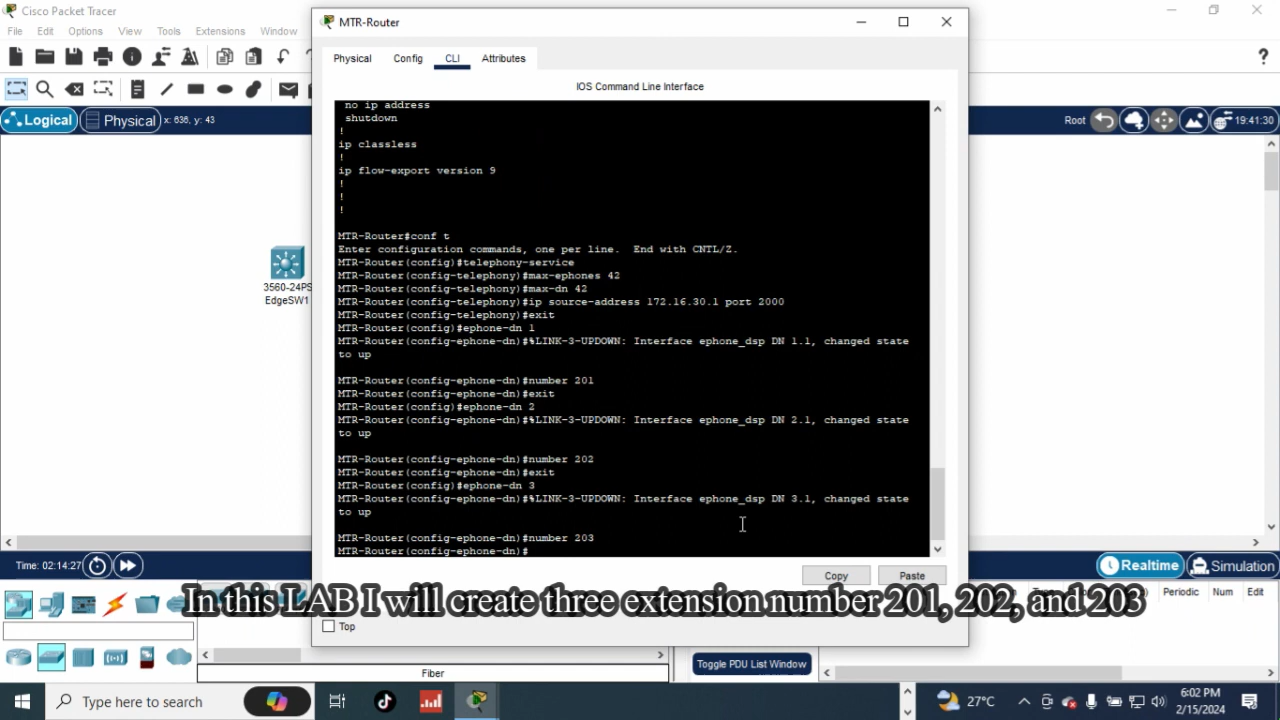 Cisco Packet Tracer
File Edit Options View Tools Extensions Window
?
Logical Physical x: 636, y: 43
Root 19:41:30
3560-24PS
EdgeSW1
MTR-Router
Physical Config CLI Attributes
IOS Command Line Interface
no ip address
shutdown
!
ip classless
!
ip flow-export version 9
!
!
!
MTR-Router#conf t
Enter configuration commands, one per line. End with CNTL/Z.
MTR-Router(config)#telephony-service
MTR-Router(config-telephony)#max-ephones 42
MTR-Router(config-telephony)#max-dn 42
MTR-Router(config-telephony)#ip source-address 172.16.30.1 port 2000
MTR-Router(config-telephony)#exit
MTR-Router(config)#ephone-dn 1
MTR-Router(config-ephone-dn)#%LINK-3-UPDOWN: Interface ephone_dsp DN 1.1, changed state
to up
MTR-Router(config-ephone-dn)#number 201
MTR-Router(config-ephone-dn)#exit
MTR-Router(config)#ephone-dn 2
MTR-Router(config-ephone-dn)#%LINK-3-UPDOWN: Interface ephone_dsp DN 2.1, changed state
to up
MTR-Router(config-ephone-dn)#number 202
MTR-Router(config-ephone-dn)#exit
MTR-Router(config)#ephone-dn 3
MTR-Router(config-ephone-dn)#%LINK-3-UPDOWN: Interface ephone_dsp DN 3.1, changed state
to up
MTR-Router(config-ephone-dn)#number 203
MTR-Router(config-ephone-dn)#
Copy Paste
Top
Time: 02:14:27
Realtime Simulation
In this LAB I will create three extension number 201, 202, and 203
Periodic Num Edit
Fiber
Toggle PDU List Window
Type here to search
27°C
6:02 PM
2/15/2024